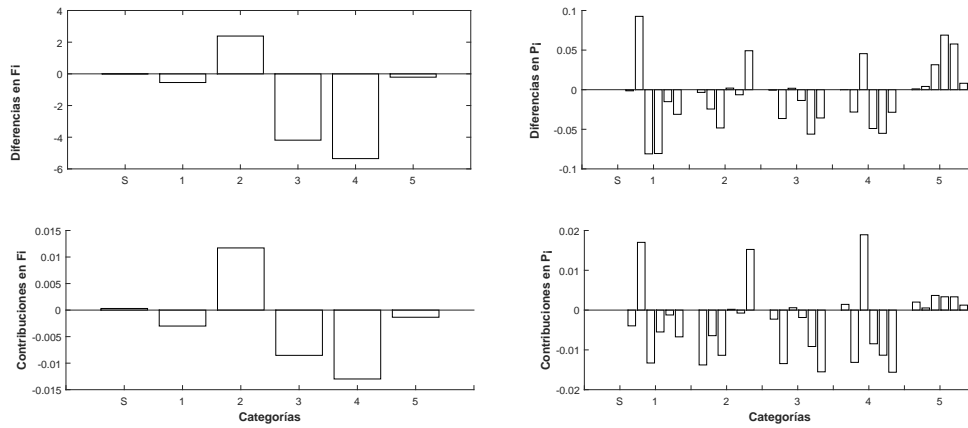 Diferencias en Fi
4
2
0
-2
-4
-6
S 1 2 3 4 5
Diferencias en P¡
0.1
0.05
0
-0.05
-0.1
S 1 2 3 4 5
Contribuciones en Fi
0.015
0.01
0.005
0
-0.005
-0.01
-0.015
S 1 2 3 4 5
Categorías
Contribuciones en P¡
0.02
0.01
0
-0.01
-0.02
S 1 2 3 4 5
Categorías